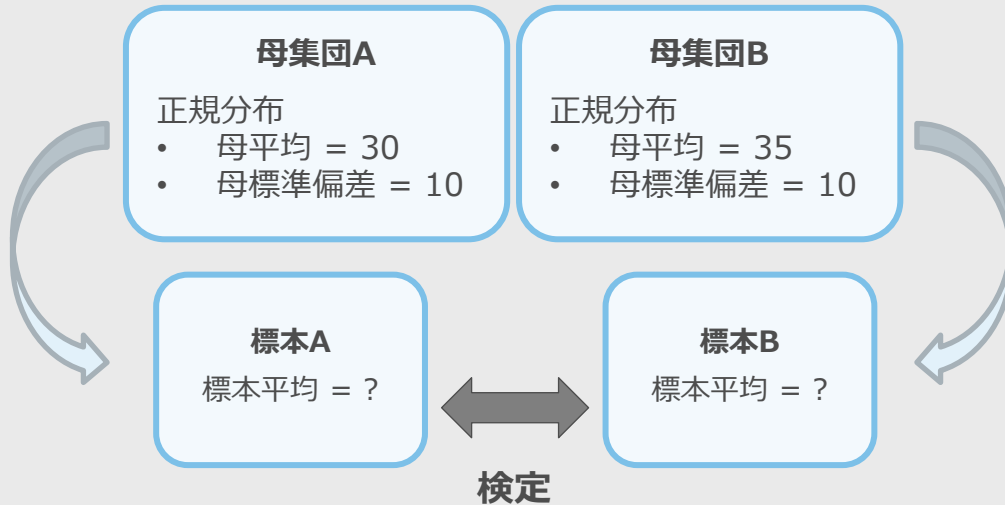 母集団A
正規分布
• 母平均 = 30
• 母標準偏差 = 10
母集団B
正規分布
• 母平均 = 35
• 母標準偏差 = 10
標本A
標本平均 = ?
標本B
標本平均 = ?
検定